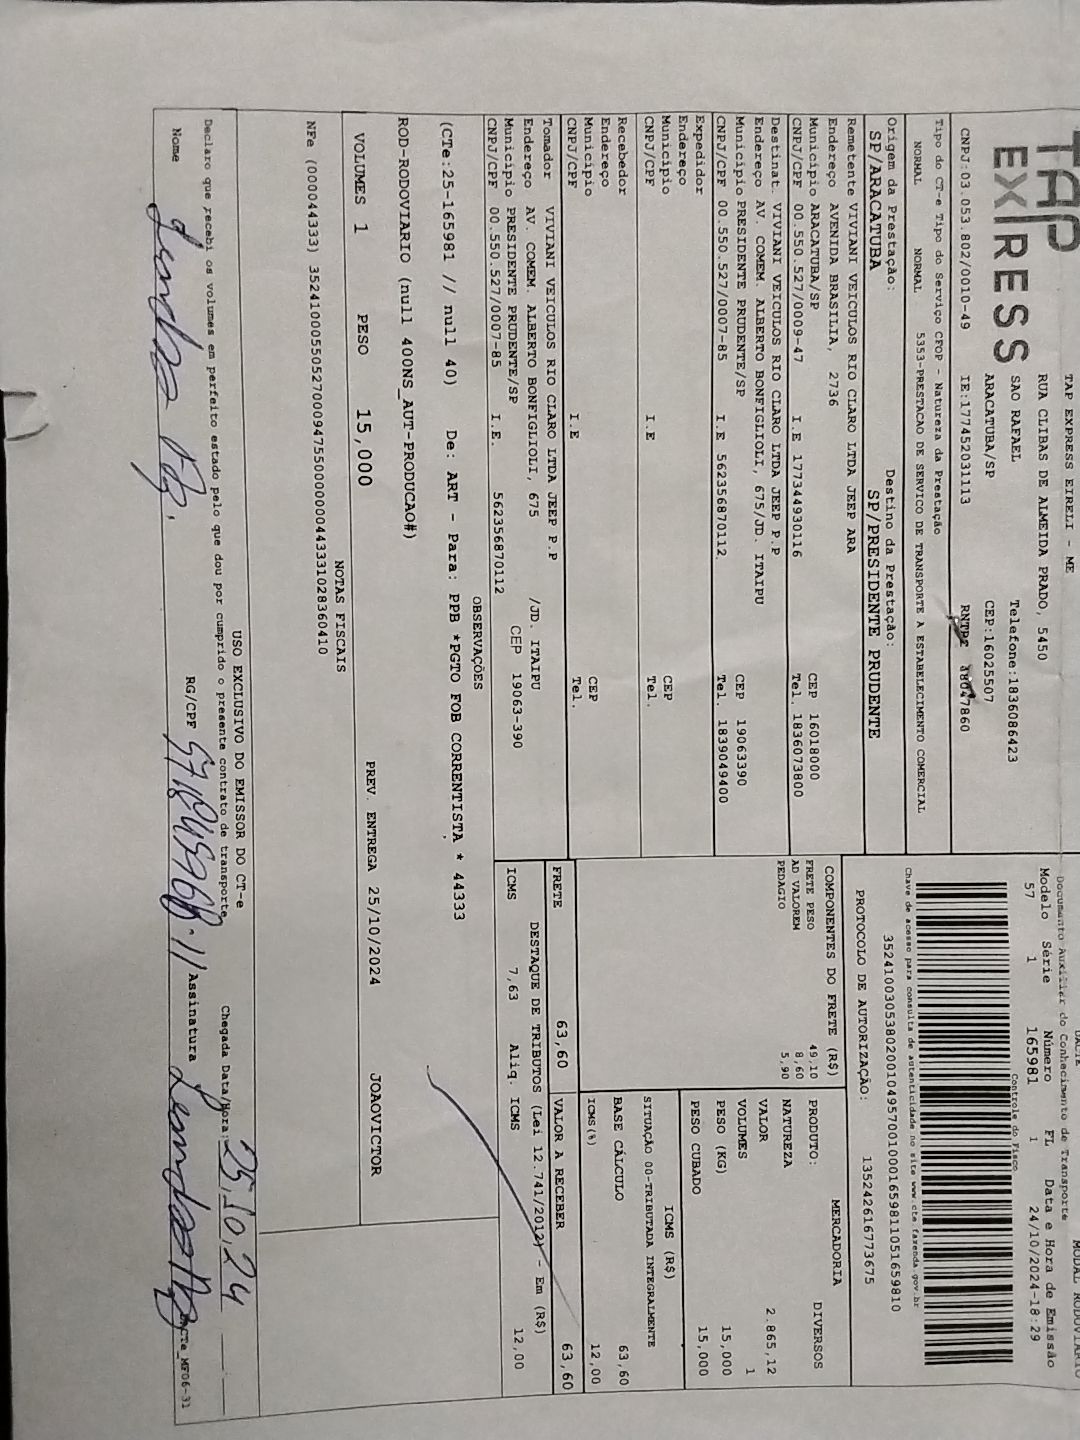 TAP
EXPRESS
TAP EXPRESS EIRELI - ME
RUA CLIBAS DE ALMEIDA PRADO, 5450
SAO RAFAEL Telefone:1836086423
ARACATUBA/SP CEP:16025507
CNPJ:03.053.802/0010-49 IE:177452031113 RNTRC
Tipo do CT-e Tipo do Serviço CFOP - Natureza da Prestação
NORMAL NORMAL 5353-PRESTACAO DE SERVICO DE TRANSPORTE A ESTABELECIMENTO COMERCIAL
Origem da Prestação: Destino da Prestação:
SP/ARACATUBA SP/PRESIDENTE PRUDENTE
Remetente VIVIANI VEICULOS RIO CLARO LTDA JEEP ARA
Endereço AVENIDA BRASILIA, 2736
Municipio ARACATUBA/SP CEP 16018000
CNPJ/CPF 00.550.527/0009-47 I.E 177344930116 Tel. 1836073800
Destinat. VIVIANI VEICULOS RIO CLARO LTDA JEEP P.P
Endereço AV. COMEM. ALBERTO BONFIGLIOLI, 675/JD. ITAIPU
Municipio PRESIDENTE PRUDENTE/SP CEP 19063390
CNPJ/CPF 00.550.527/0007-85 I.E 562356870112 Tel. 1839049400
Expedidor
Endereço
Municipio CEP
CNPJ/CPF I.E Tel.
Recebedor
Endereço
Municipio CEP
CNPJ/CPF I.E Tel.
Tomador VIVIANI VEICULOS RIO CLARO LTDA JEEP P.P
Endereço AV. COMEM. ALBERTO BONFIGLIOLI, 675 /JD. ITAIPU
Municipio PRESIDENTE PRUDENTE/SP CEP 19063-390
CNPJ/CPF 00.550.527/0007-85 I.E. 562356870112
DACTE MODAL RODOVIARIO
Documento Auxiliar do Conhecimento de Transporte
Modelo Série Número FL Data e Hora de Emissão
57 1 165981 1 24/10/2024-18:29
Controle do Fisco
Chave de acesso para consulta de autenticidade no site www.cte.fazenda.gov.br
35241003053802001049570010001659811051659810
PROTOCOLO DE AUTORIZAÇÃO: 135242616773675
COMPONENTES DO FRETE (R$)
FRETE PESO 49,10
AD VALOREM 8,60
PEDAGIO 5,90
MERCADORIA
PRODUTO: DIVERSOS
NATUREZA
VALOR 2.865,12
VOLUMES 1
PESO (KG) 15,000
PESO CUBADO 15,000
ICMS (R$)
SITUAÇÃO 00-TRIBUTADA INTEGRALMENTE
BASE CÁLCULO 63,60
ICMS(%) 12,00
FRETE 63,60 VALOR A RECEBER 63,60
DESTAQUE DE TRIBUTOS (Lei 12.741/2012) - Em (R$)
ICMS 7,63 Aliq. ICMS 12,00
OBSERVAÇÕES
(CTe:25-165981 // null 40) De: ART - Para: PPB *PGTO FOB CORRENTISTA * 44333
ROD-RODOVIARIO (null 400NS_AUT-PRODUCAO#)
VOLUMES 1 PESO 15,000 PREV. ENTREGA 25/10/2024 JOAOVICTOR
NOTAS FISCAIS
NFe (000044333)
USO EXCLUSIVO DO EMISSOR DO CT-e
Declaro que recebi os volumes em perfeito estado pelo que dou por cumprido o presente contrato de transporte
Chegada Data/Hora: 25.10.24
Nome RG/CPF Assinatura
CTe_MF06-31